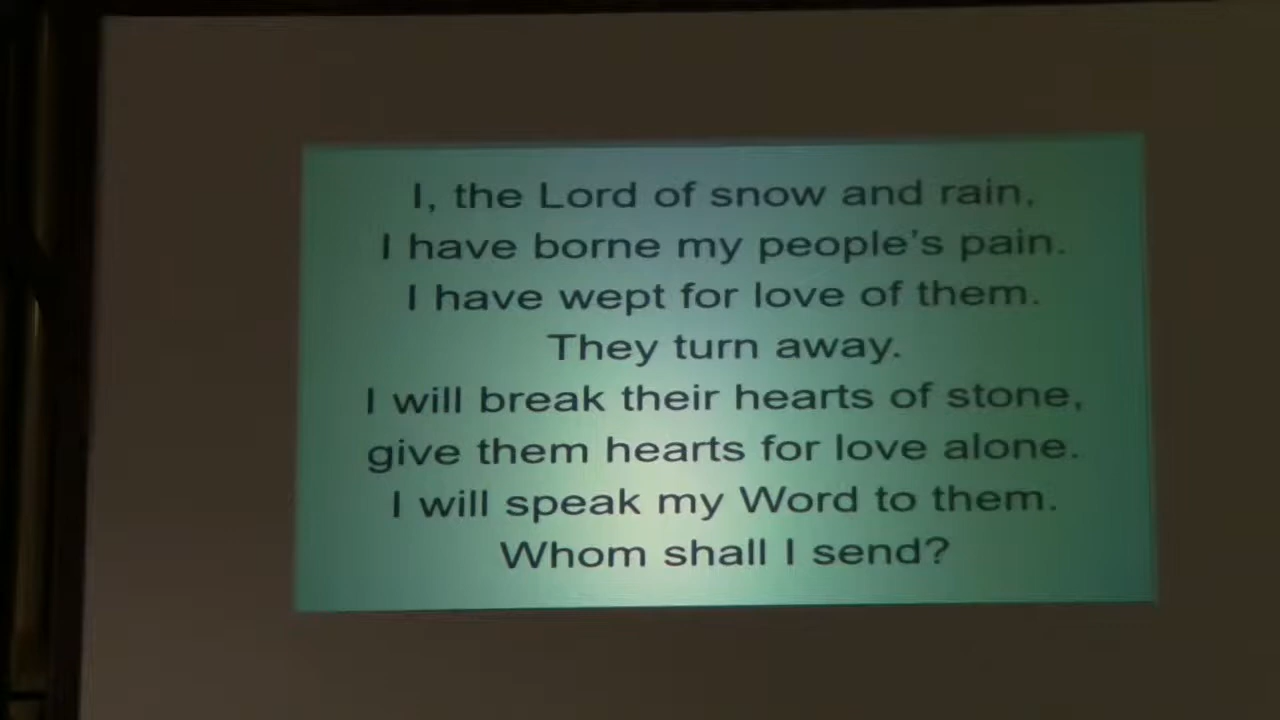 I, the Lord of snow and rain,
I have borne my people's pain.
I have wept for love of them.
They turn away.
I will break their hearts of stone,
give them hearts for love alone.
I will speak my Word to them.
Whom shall I send?